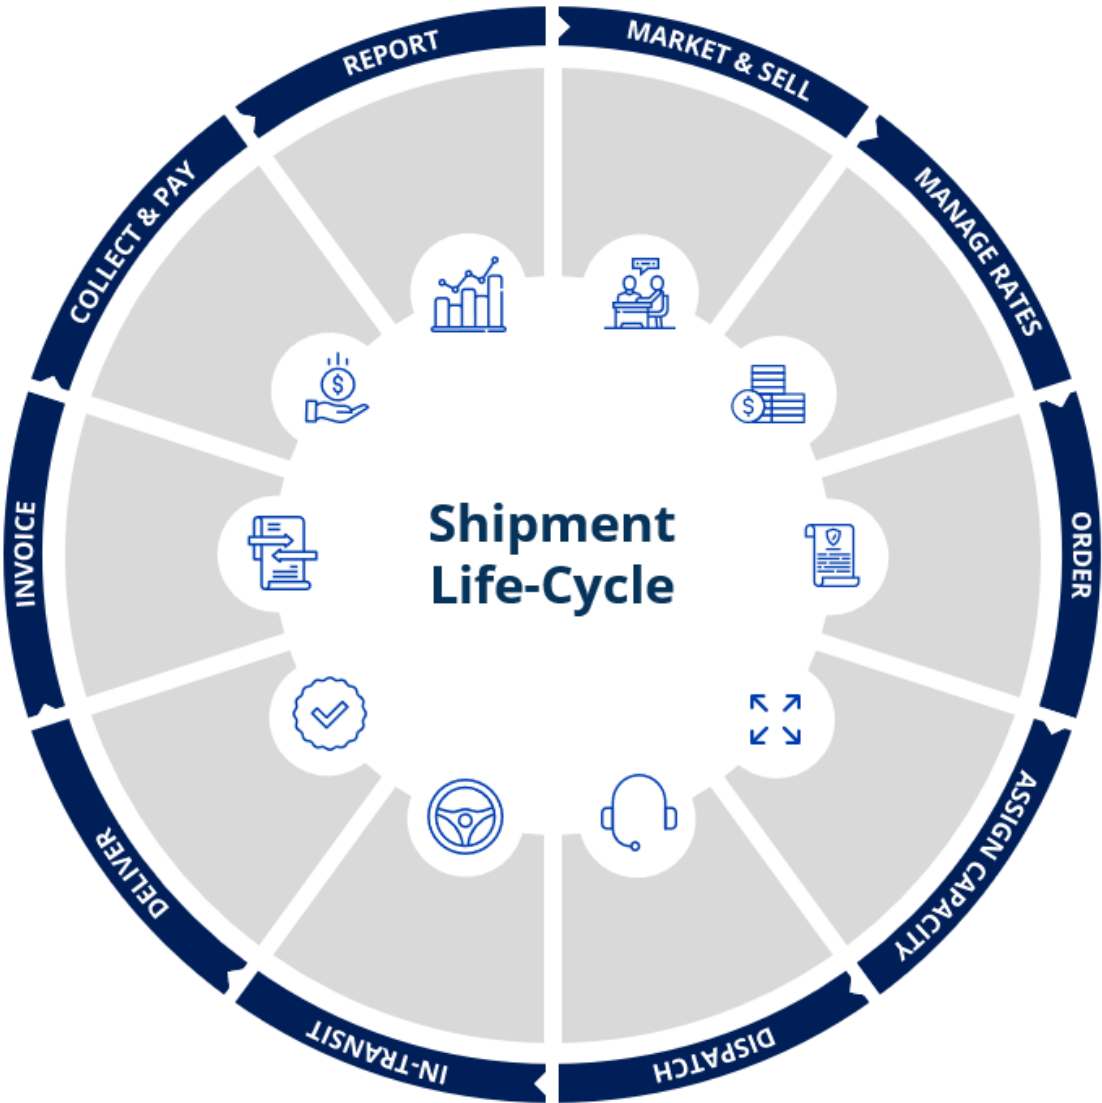 MARKET & SELL
MANAGE RATES
ORDER
ASSIGN CAPACITY
DISPATCH
IN-TRANSIT
DELIVER
INVOICE
COLLECT & PAY
REPORT
Shipment
Life-Cycle
$
$